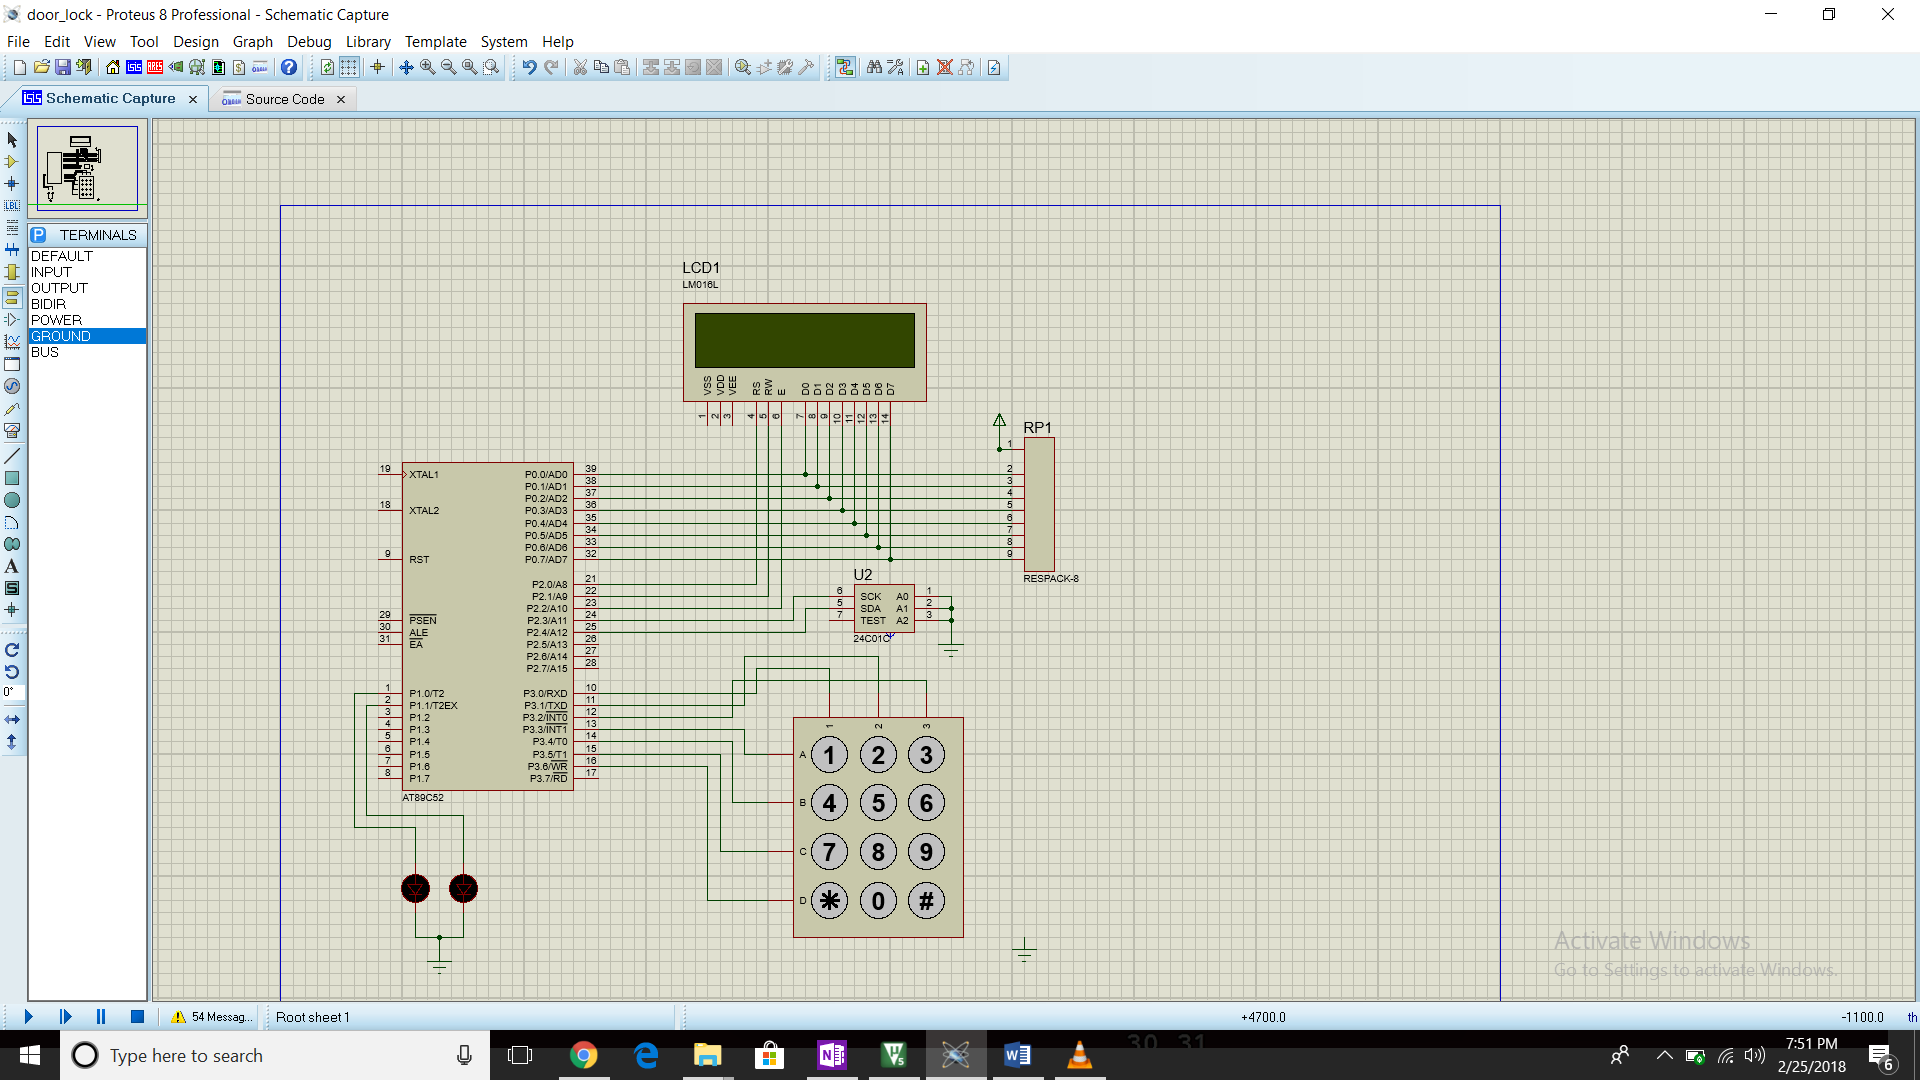 door_lock - Proteus 8 Professional - Schematic Capture
File Edit View Tool Design Graph Debug Library Template System Help
Schematic Capture
Source Code
TERMINALS
DEFAULT
INPUT
OUTPUT
BIDIR
POWER
GROUND
BUS
LBL
0°
LCD1
LM016L
VSS VDD VEE RS RW E D0 D1 D2 D3 D4 D5 D6 D7
1 2 3 4 5 6 7 8 9 10 11 12 13 14
RP1
1
2
3
4
5
6
7
8
9
RESPACK-8
19 XTAL1 P0.0/AD0 39
P0.1/AD1 38
P0.2/AD2 37
18 XTAL2 P0.3/AD3 36
P0.4/AD4 35
P0.5/AD5 34
P0.6/AD6 33
9 RST P0.7/AD7 32
P2.0/A8 21
P2.1/A9 22
P2.2/A10 23
29 PSEN P2.3/A11 24
30 ALE P2.4/A12 25
31 EA P2.5/A13 26
P2.6/A14 27
P2.7/A15 28
1 P1.0/T2 P3.0/RXD 10
2 P1.1/T2EX P3.1/TXD 11
3 P1.2 P3.2/INT0 12
4 P1.3 P3.3/INT1 13
5 P1.4 P3.4/T0 14
6 P1.5 P3.5/T1 15
7 P1.6 P3.6/WR 16
8 P1.7 P3.7/RD 17
AT89C52
U2
6 SCK A0 1
5 SDA A1 2
7 TEST A2 3
24C01C
1 2 3
A 1 2 3
B 4 5 6
C 7 8 9
D * 0 #
Activate Windows
Go to Settings to activate Windows.
54 Messag...
Root sheet 1
+4700.0
-1100.0
th
Type here to search
7:51 PM
2/25/2018
6